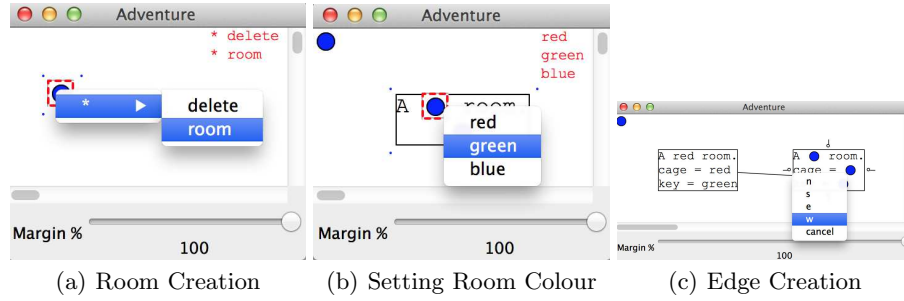 Adventure
* delete
* room
*
delete
room
Margin %
100
(a) Room Creation
Adventure
red
green
blue
A room.
red
green
blue
Margin %
100
(b) Setting Room Colour
Adventure
A red room.
cage = red
key = green
A room.
cage =
n
s
e
w
cancel
Margin %
100
(c) Edge Creation